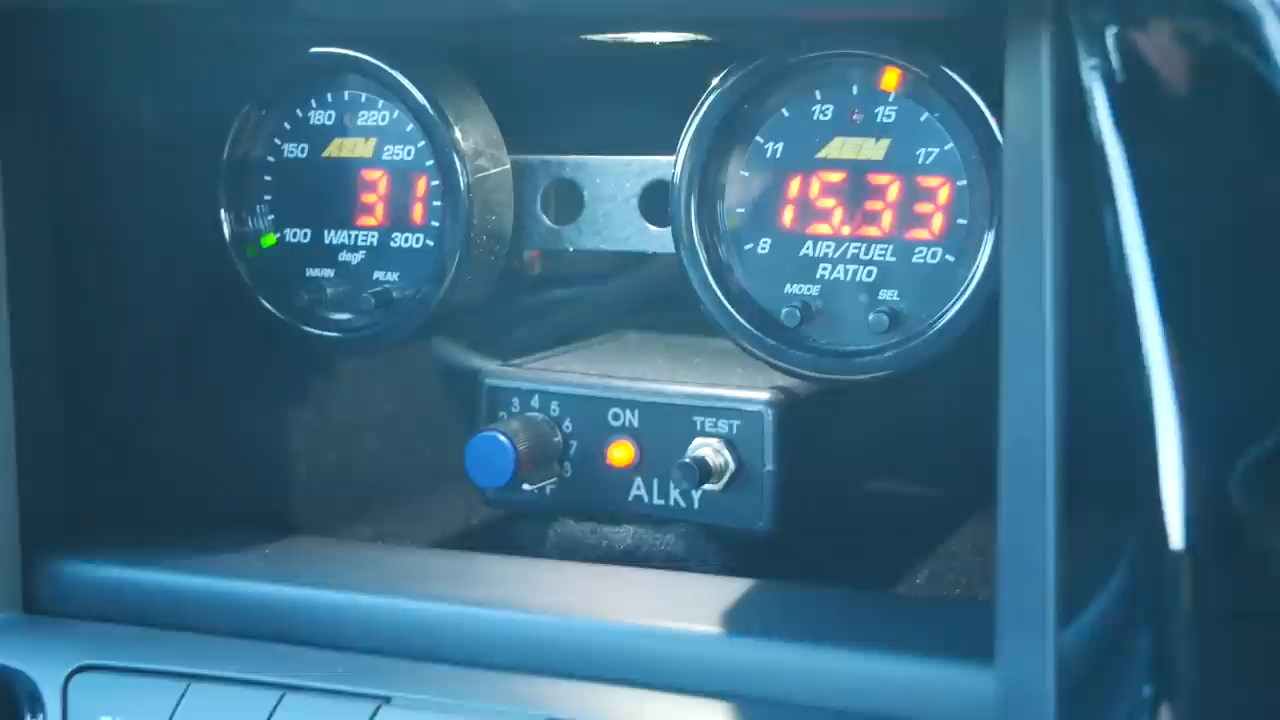 180 220
150 AEM 250
31
100 WATER 300
degF
WARN PEAK
13 15
11 AEM 17
15.33
8 AIR/FUEL 20
RATIO
MODE SEL
3 4 5 6 7 8
ON
TEST
ALKY